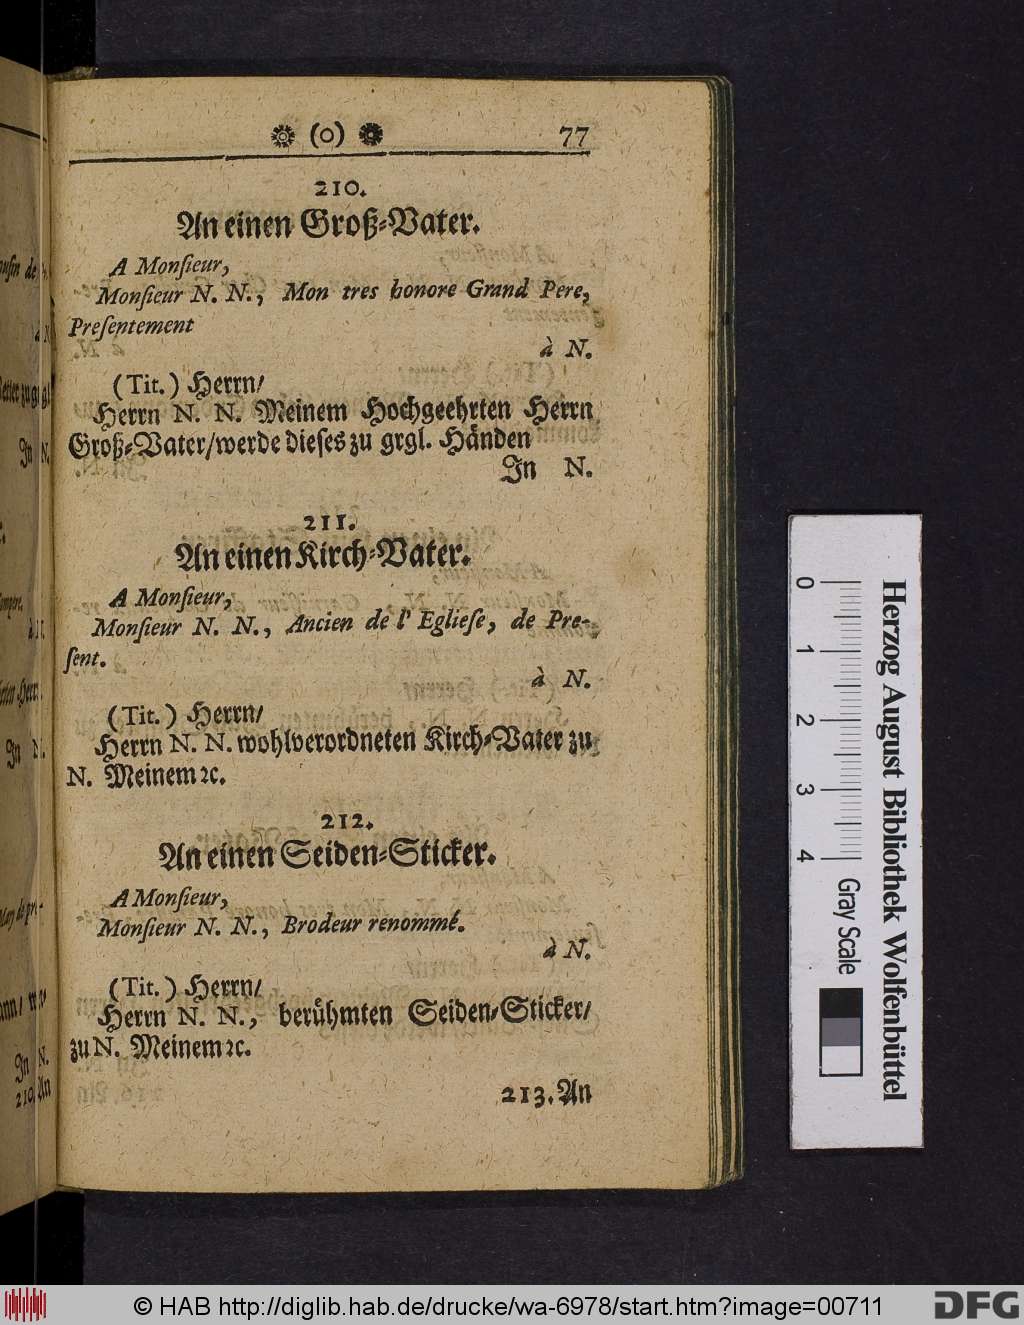 ❋ (o) ❋ 77
210.
An einen Groß-Vater.
A Monſieur,
Monſieur N. N., Mon tres honore Grand Pere,
Preſentement
à N.
(Tit.) Herrn/
Herrn N. N. Meinem Hochgeehrten Herrn
Groß-Vater/werde dieſes zu grgl. Händen
In N.
211.
An einen Kirch-Vater.
A Monſieur,
Monſieur N. N., Ancien de l' Eglieſe, de Pre-
ſent.
à N.
(Tit.) Herrn/
Herrn N. N. wohlverordneten Kirch-Vater zu
N. Meinem ꝛc.
212.
An einen Seiden-Sticker.
A Monſieur,
Monſieur N. N., Brodeur renommé.
à N.
(Tit.) Herrn/
Herrn N. N., berühmten Seiden-Sticker/
zu N. Meinem ꝛc.
213. An
0 1 2 3 4
Gray Scale
Herzog August Bibliothek Wolfenbüttel
© HAB http://diglib.hab.de/drucke/wa-6978/start.htm?image=00711
DFG